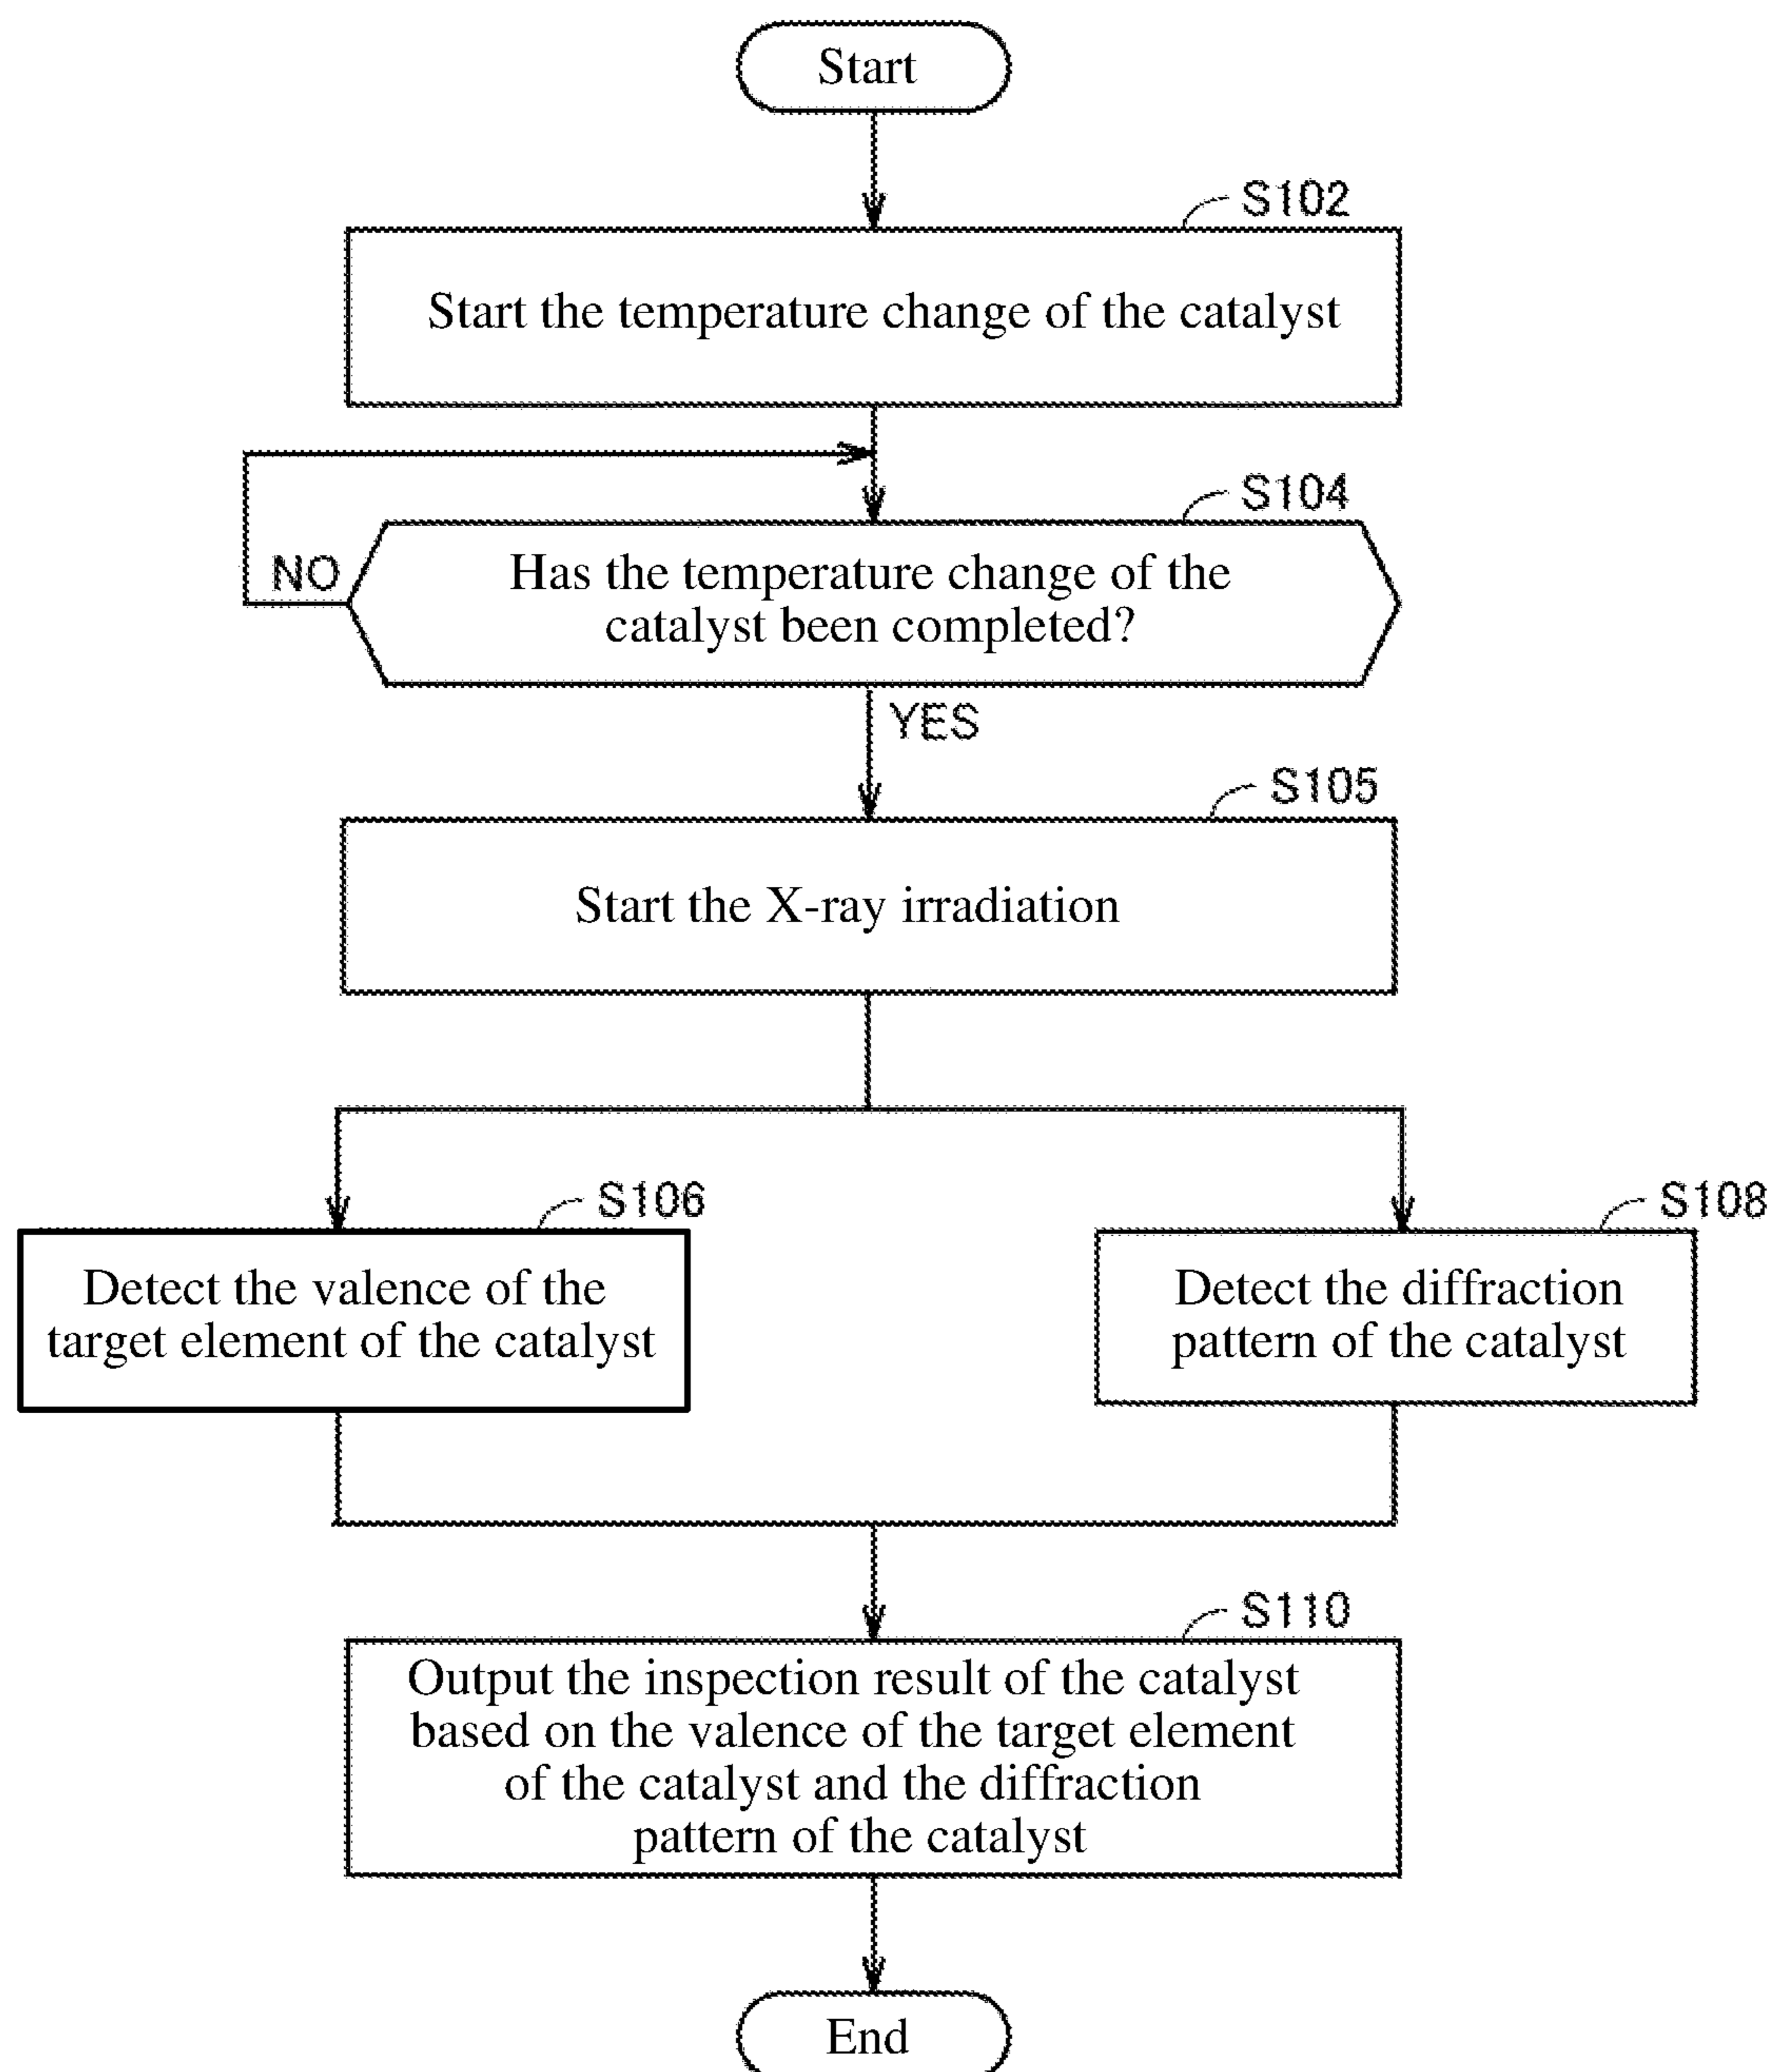 Start
S102
Start the temperature change of the catalyst
S104
NO
Has the temperature change of the
catalyst been completed?
YES
S105
Start the X-ray irradiation
S106
Detect the valence of the
target element of the catalyst
S108
Detect the diffraction
pattern of the catalyst
S110
Output the inspection result of the catalyst
based on the valence of the target element
of the catalyst and the diffraction
pattern of the catalyst
End